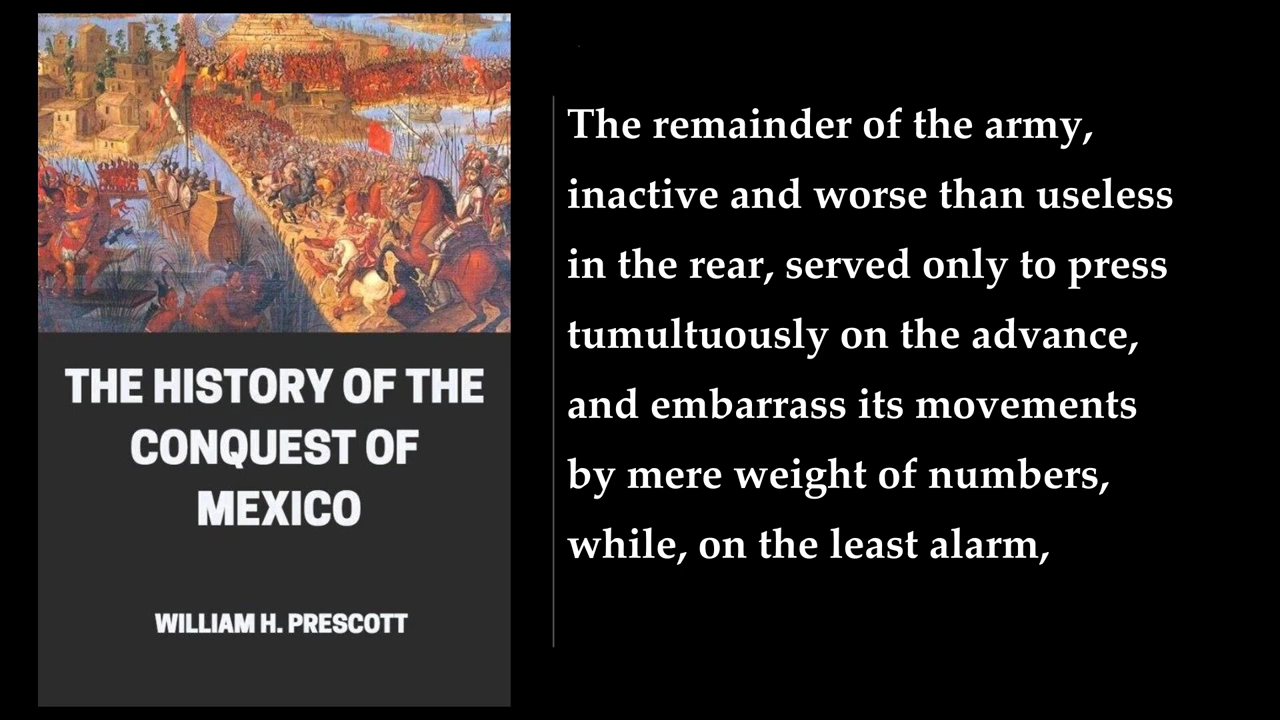 THE HISTORY OF THE
CONQUEST OF
MEXICO
WILLIAM H. PRESCOTT
The remainder of the army,
inactive and worse than useless
in the rear, served only to press
tumultuously on the advance,
and embarrass its movements
by mere weight of numbers,
while, on the least alarm,